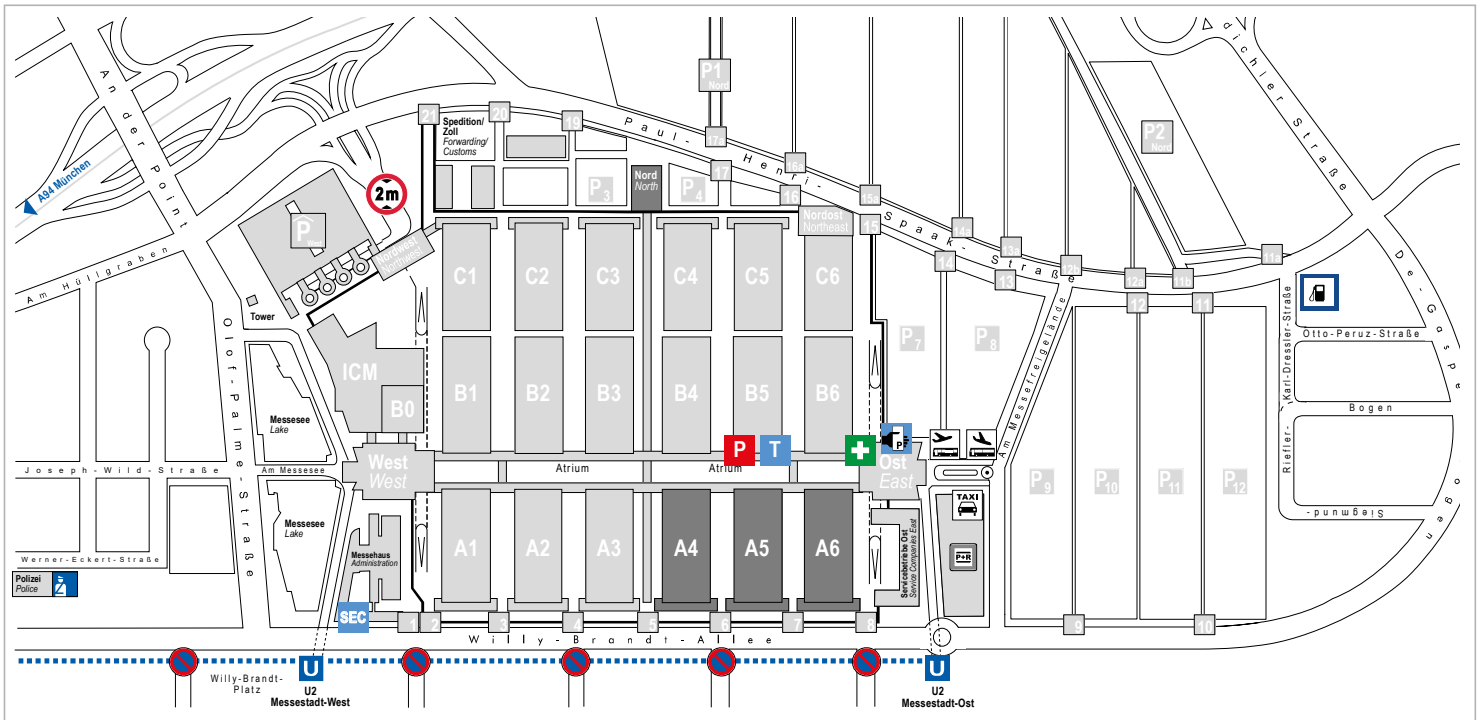 An der Point
A94 München
2m
P
West
Nordwest
Northwest
Am Hüllgraben
Tower
ICM
B0
Messesee
Lake
Olof-Palme-Straße
Joseph-Wild-Straße
Am Messesee
West
West
Messesee
Lake
Werner-Eckert-Straße
Polizei
Police
Messehaus
Administration
SEC
21
20
19
Spedition/
Zoll
Forwarding/
Customs
P3
Nord
North
P4
P1
Nord
17a
17
16a
16
15a
15
Nordost
Northeast
Paul-Henri-Spaak-Straße
14a
14
13a
13
12b
12a
12
11b
11
P2
Nord
C1
C2
C3
C4
C5
C6
B1
B2
B3
B4
B5
B6
P
T
P
Atrium
Atrium
Ost
East
A1
A2
A3
A4
A5
A6
Servicebetriebe Ost
Service Companies East
TAXI
P+R
P7
P8
Am Messefreigelände
P9
P10
P11
P12
Karl-Dressler-Straße
Otto-Peruz-Straße
Bogen
Riefler-
Siegmund-
De-Gasperi-Bogen
1
2
3
4
5
6
7
8
9
10
Willy-Brandt-Allee
Willy-Brandt-
Platz
U
U2
Messestadt-West
U
U2
Messestadt-Ost